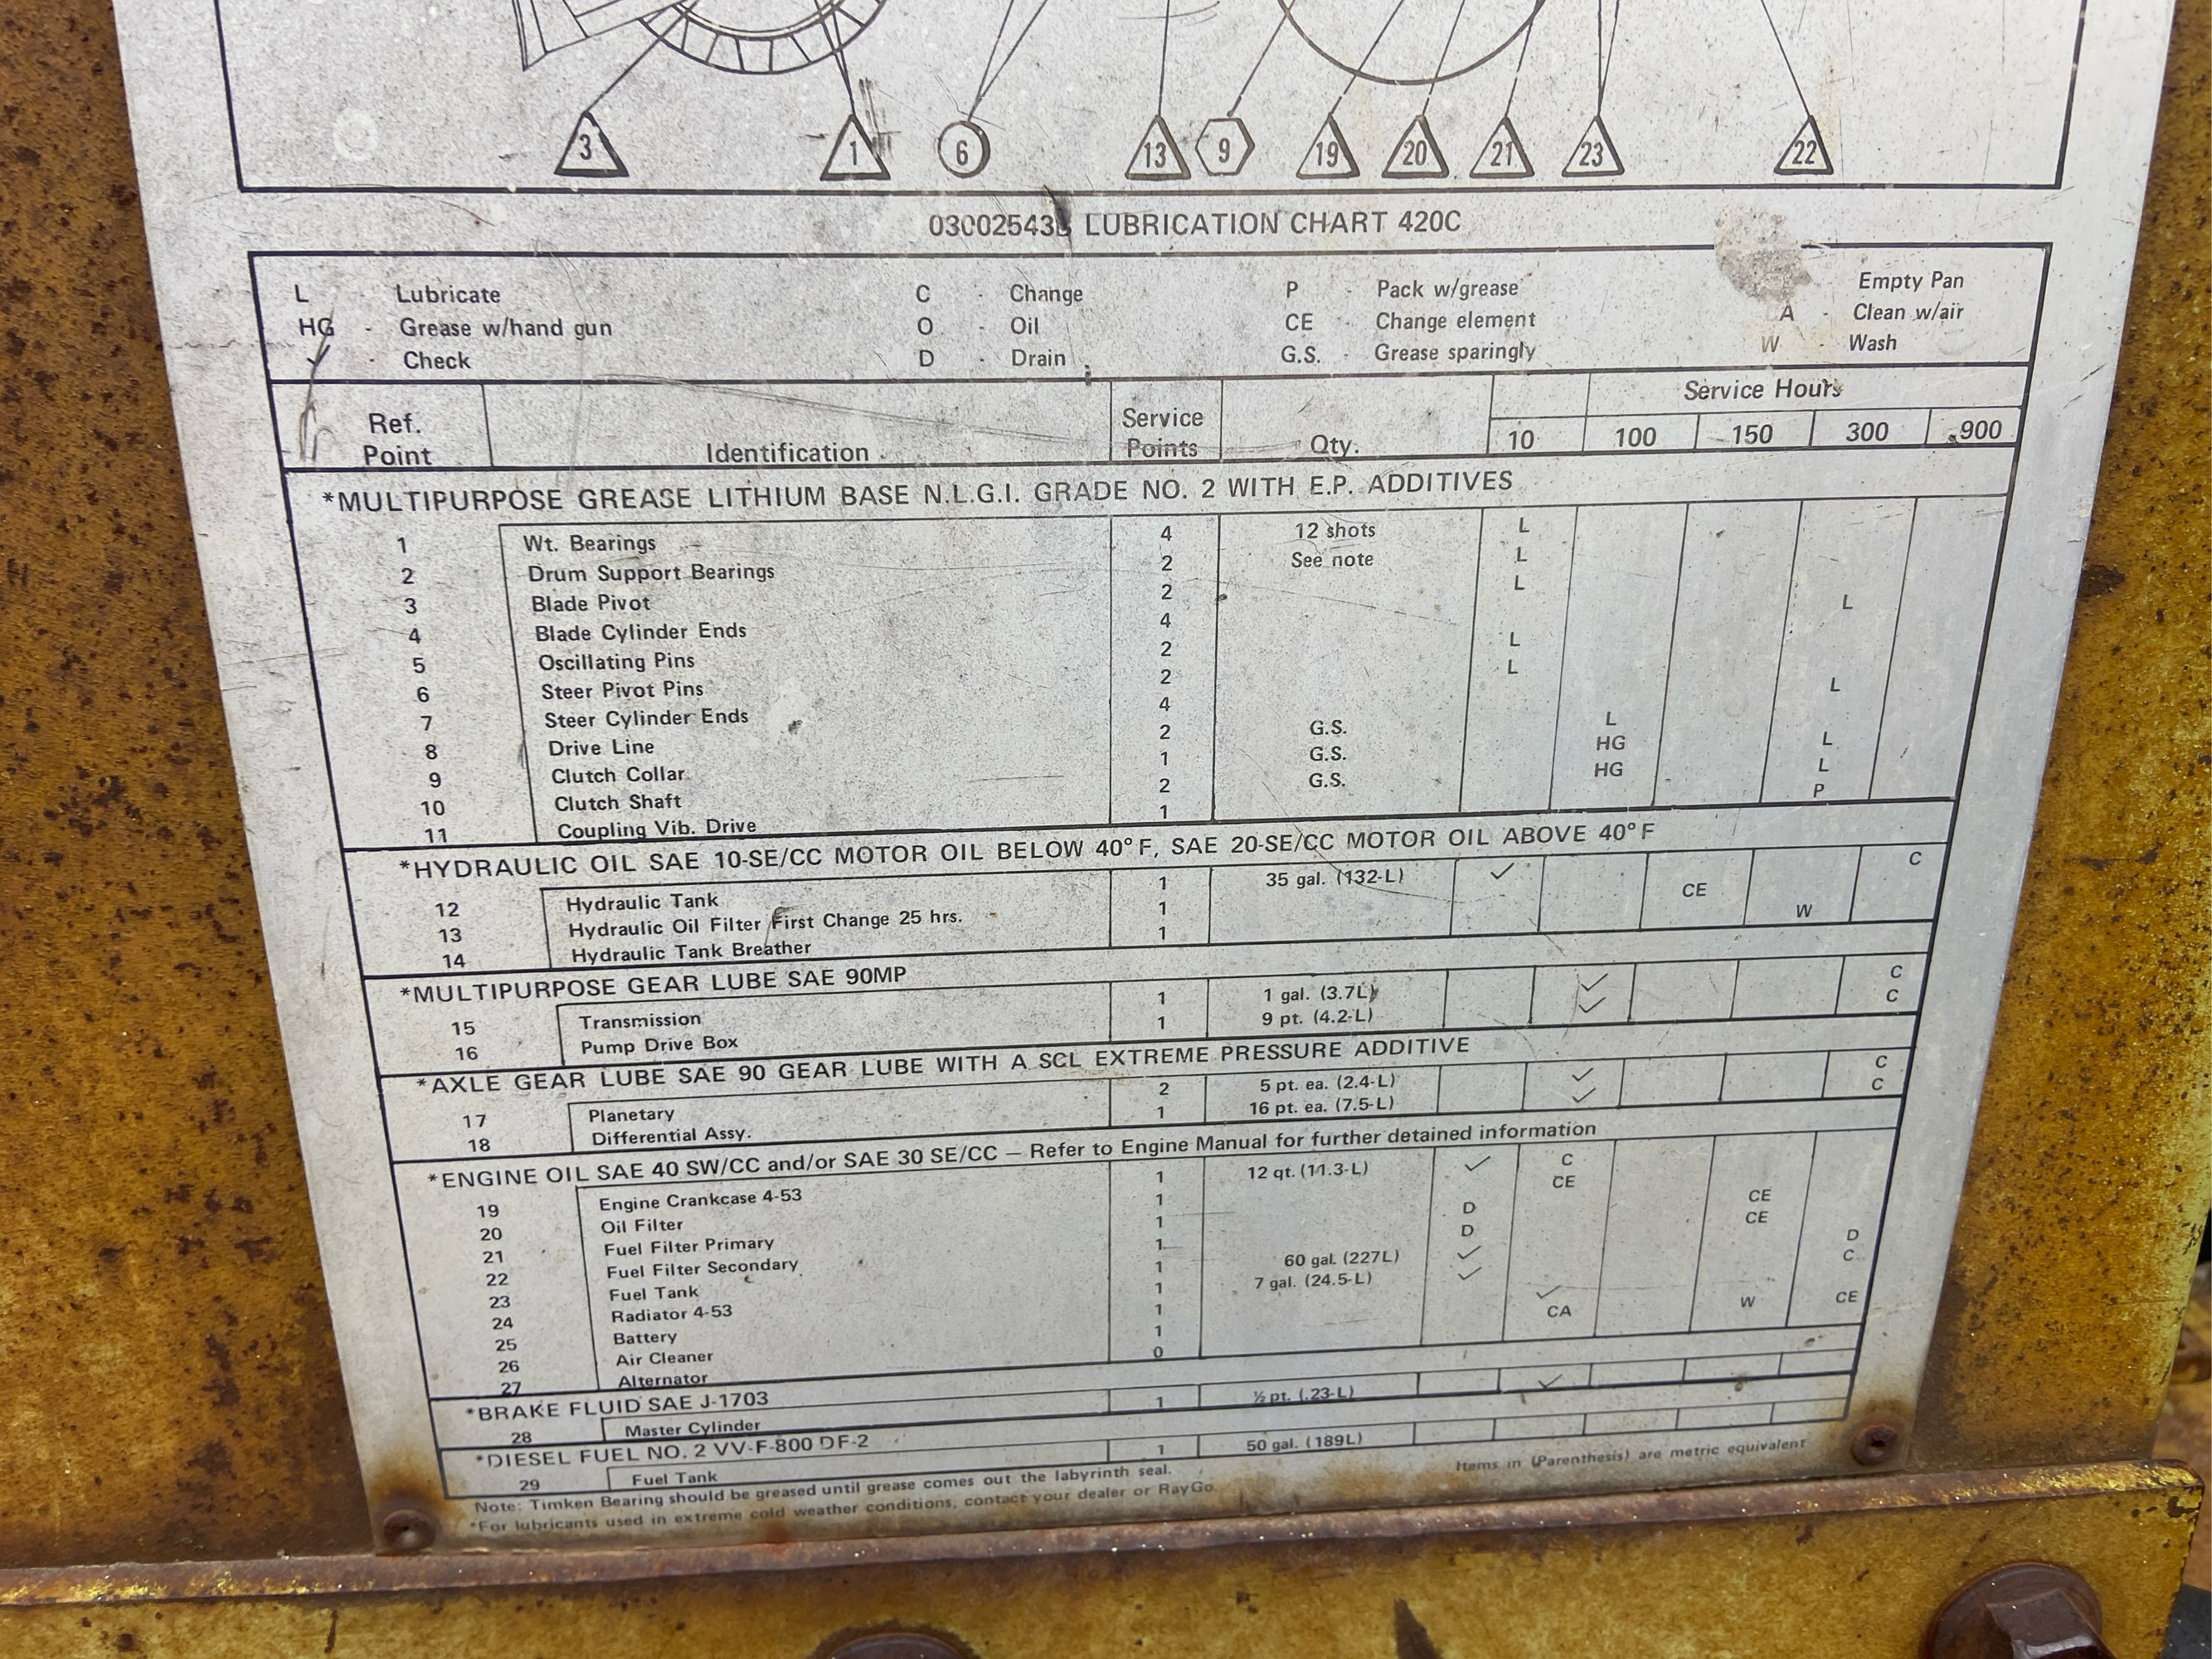 3 1 6 13 9 19 20 21 23 22
03002543 LUBRICATION CHART 420C
L - Lubricate C - Change P - Pack w/grease Empty Pan
HG - Grease w/hand gun O - Oil CE - Change element A - Clean w/air
✓ - Check D - Drain G.S. - Grease sparingly W - Wash
Ref. Point Identification Service Points Qty. Service Hours
10 100 150 300 900
*MULTIPURPOSE GREASE LITHIUM BASE N.L.G.I. GRADE NO. 2 WITH E.P. ADDITIVES
1 Wt. Bearings 4 12 shots L
2 Drum Support Bearings 2 See note L
3 Blade Pivot 2 L
4 Blade Cylinder Ends 4 L
5 Oscillating Pins 2 L
6 Steer Pivot Pins 2 L
7 Steer Cylinder Ends 4 L
8 Drive Line 2 G.S. L
9 Clutch Collar 1 G.S. HG L
10 Clutch Shaft 2 G.S. HG L
11 Coupling Vib. Drive 1 P
*HYDRAULIC OIL SAE 10-SE/CC MOTOR OIL BELOW 40°F, SAE 20-SE/CC MOTOR OIL ABOVE 40°F
12 Hydraulic Tank 1 35 gal. (132-L) ✓ C
13 Hydraulic Oil Filter First Change 25 hrs. 1 CE
14 Hydraulic Tank Breather 1 W
*MULTIPURPOSE GEAR LUBE SAE 90MP
15 Transmission 1 1 gal. (3.7L) ✓ C
16 Pump Drive Box 1 9 pt. (4.2-L) ✓ C
*AXLE GEAR LUBE SAE 90 GEAR LUBE WITH A SCL EXTREME PRESSURE ADDITIVE
17 Planetary 2 5 pt. ea. (2.4-L) ✓ C
18 Differential Assy. 1 16 pt. ea. (7.5-L) ✓ C
*ENGINE OIL SAE 40 SW/CC and/or SAE 30 SE/CC — Refer to Engine Manual for further detained information
19 Engine Crankcase 4-53 1 12 qt. (11.3-L) ✓ C
20 Oil Filter 1 CE
21 Fuel Filter Primary 1 D CE
22 Fuel Filter Secondary 1 D CE
23 Fuel Tank 1 60 gal. (227L) ✓ D
24 Radiator 4-53 1 7 gal. (24.5-L) ✓ C
25 Battery 1 ✓
26 Air Cleaner 1 CA W CE
27 Alternator 0
*BRAKE FLUID SAE J-1703
28 Master Cylinder 1 ½ pt. (.23-L) ✓
*DIESEL FUEL NO. 2 VV-F-800 DF-2
29 Fuel Tank 1 50 gal. (189L)
Note: Timken Bearing should be greased until grease comes out the labyrinth seal. Items in (Parenthesis) are metric equivalent
*For lubricants used in extreme cold weather conditions, contact your dealer or RayGo.